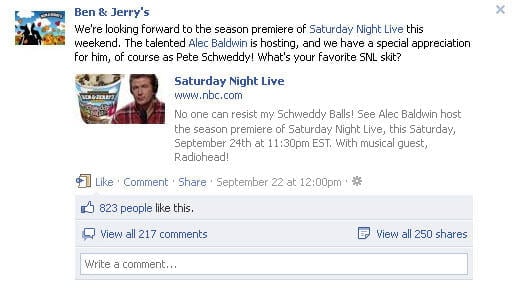 Ben & Jerry's
We're looking forward to the season premiere of Saturday Night Live this
weekend. The talented Alec Baldwin is hosting, and we have a special appreciation
for him, of course as Pete Schweddy! What's your favorite SNL skit?
BEN & JERRY'S
Saturday Night Live
www.nbc.com
No one can resist my Schweddy Balls! See Alec Baldwin host
the season premiere of Saturday Night Live, this Saturday,
September 24th at 11:30pm EST. With musical guest,
Radiohead!
Like · Comment · Share · September 22 at 12:00pm ·
823 people like this.
View all 217 comments
View all 250 shares
Write a comment...